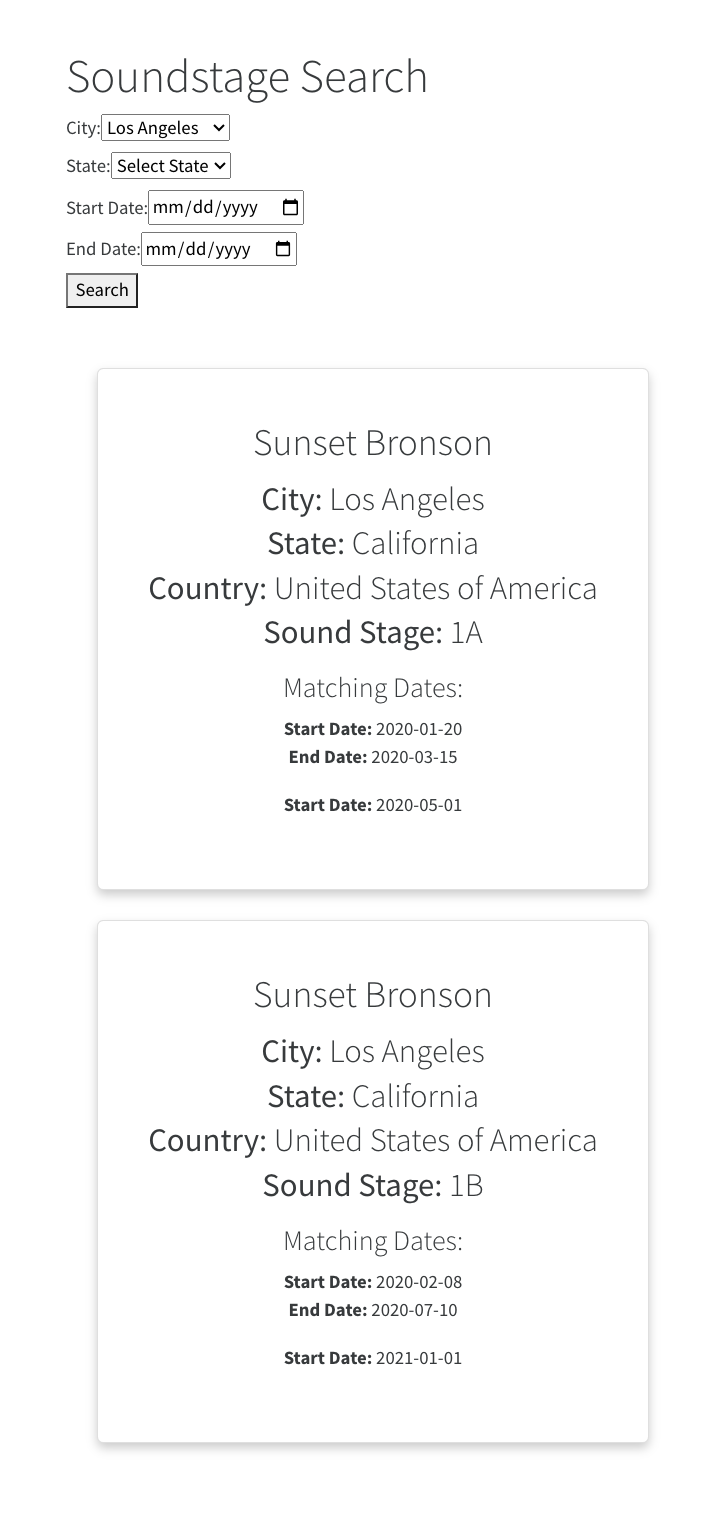 Soundstage Search
City: Los Angeles
State: Select State
Start Date: mm/dd/yyyy
End Date: mm/dd/yyyy
Search
Sunset Bronson
City: Los Angeles
State: California
Country: United States of America
Sound Stage: 1A
Matching Dates:
Start Date: 2020-01-20
End Date: 2020-03-15
Start Date: 2020-05-01
Sunset Bronson
City: Los Angeles
State: California
Country: United States of America
Sound Stage: 1B
Matching Dates:
Start Date: 2020-02-08
End Date: 2020-07-10
Start Date: 2021-01-01